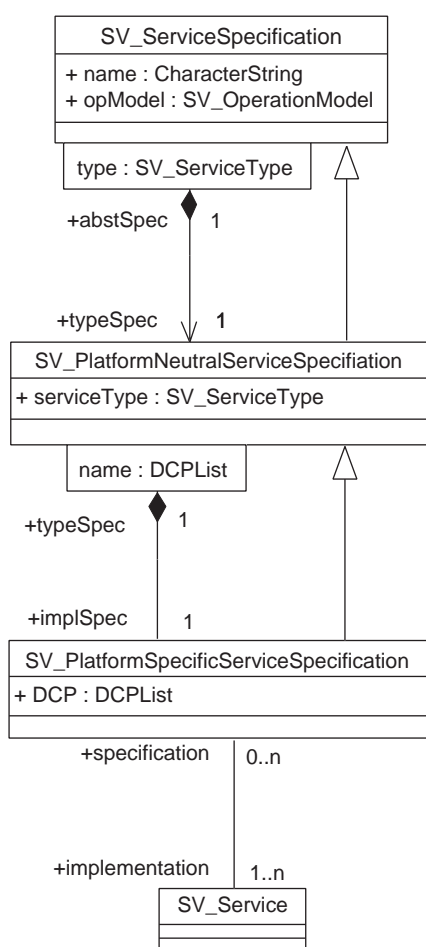 SV_ServiceSpecification
+ name : CharacterString
+ opModel : SV_OperationModel
type : SV_ServiceType
+abstSpec 1
+typeSpec 1
SV_PlatformNeutralServiceSpecifiation
+ serviceType : SV_ServiceType
name : DCPList
+typeSpec 1
+implSpec 1
SV_PlatformSpecificServiceSpecification
+ DCP : DCPList
+specification 0..n
+implementation 1..n
SV_Service